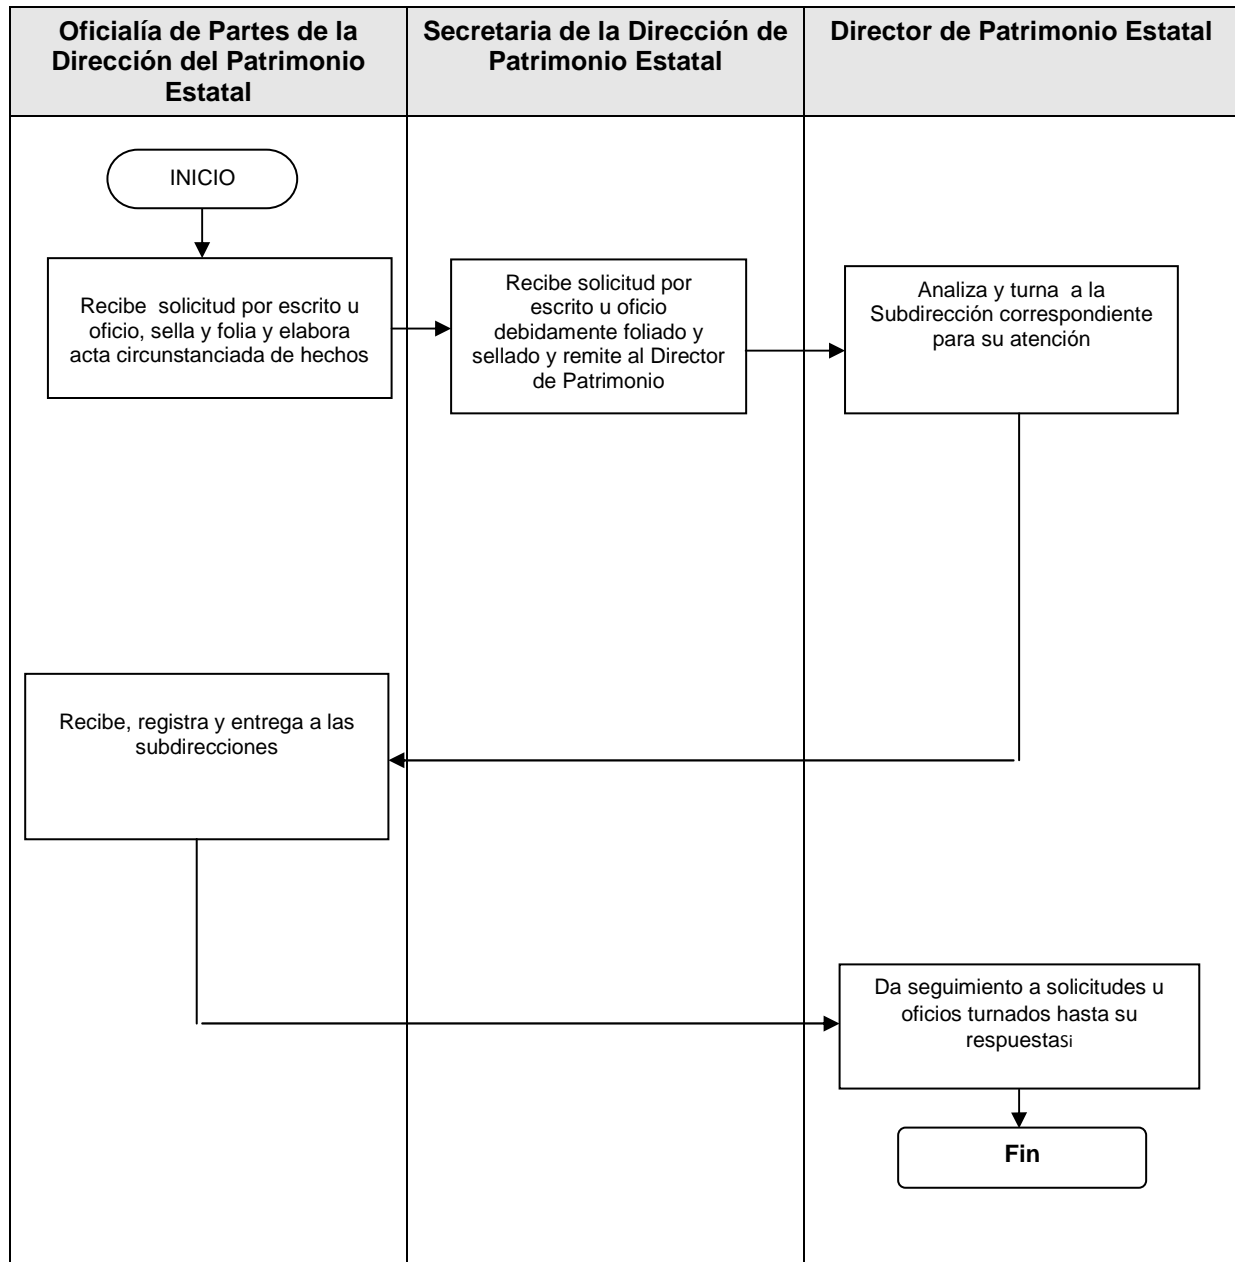 Oficialía de Partes de la
Dirección del Patrimonio
Estatal
Secretaria de la Dirección de
Patrimonio Estatal
Director de Patrimonio Estatal
INICIO
Recibe solicitud por escrito u
oficio, sella y folia y elabora
acta circunstanciada de hechos
Recibe solicitud por
escrito u oficio
debidamente foliado y
sellado y remite al Director
de Patrimonio
Analiza y turna a la
Subdirección correspondiente
para su atención
Recibe, registra y entrega a las
subdirecciones
Da seguimiento a solicitudes u
oficios turnados hasta su
respuestaSi
Fin